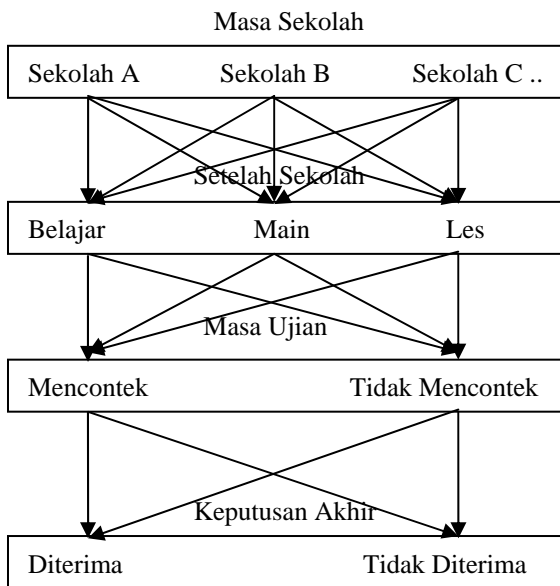 Masa Sekolah
Sekolah A Sekolah B Sekolah C ..
Setelah Sekolah
Belajar Main Les
Masa Ujian
Mencontek Tidak Mencontek
Keputusan Akhir
Diterima Tidak Diterima